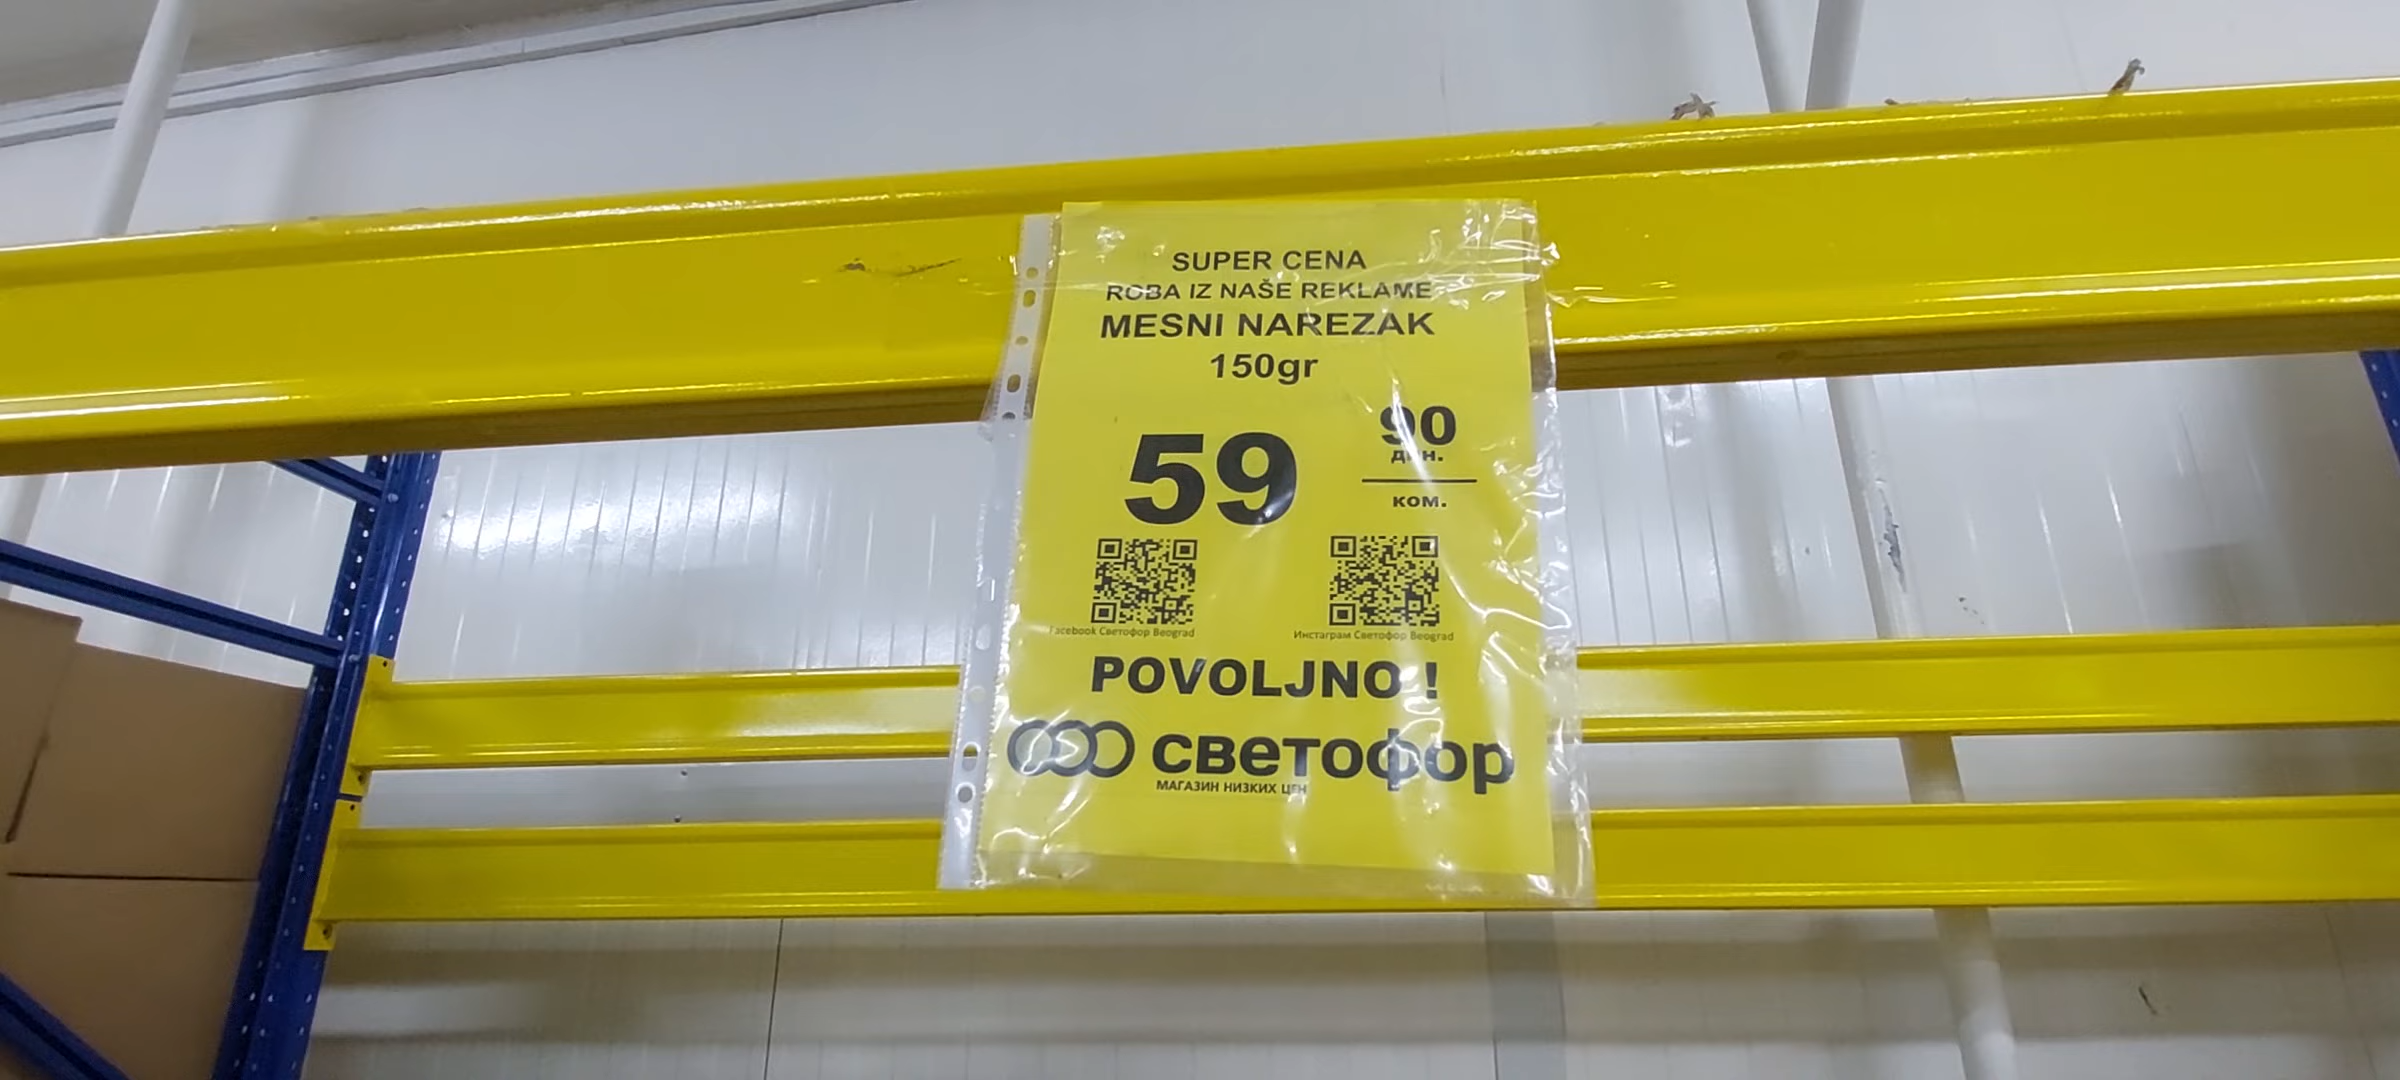 SUPER CENA
ROBA IZ NAŠE REKLAME
MESNI NAREZAK
150gr
59
90
дин.
ком.
Facebook Светофор Beograd
Инстаграм Светофор Beograd
POVOLJNO !
светофор
МАГАЗИН НИЗКИХ ЦЕН